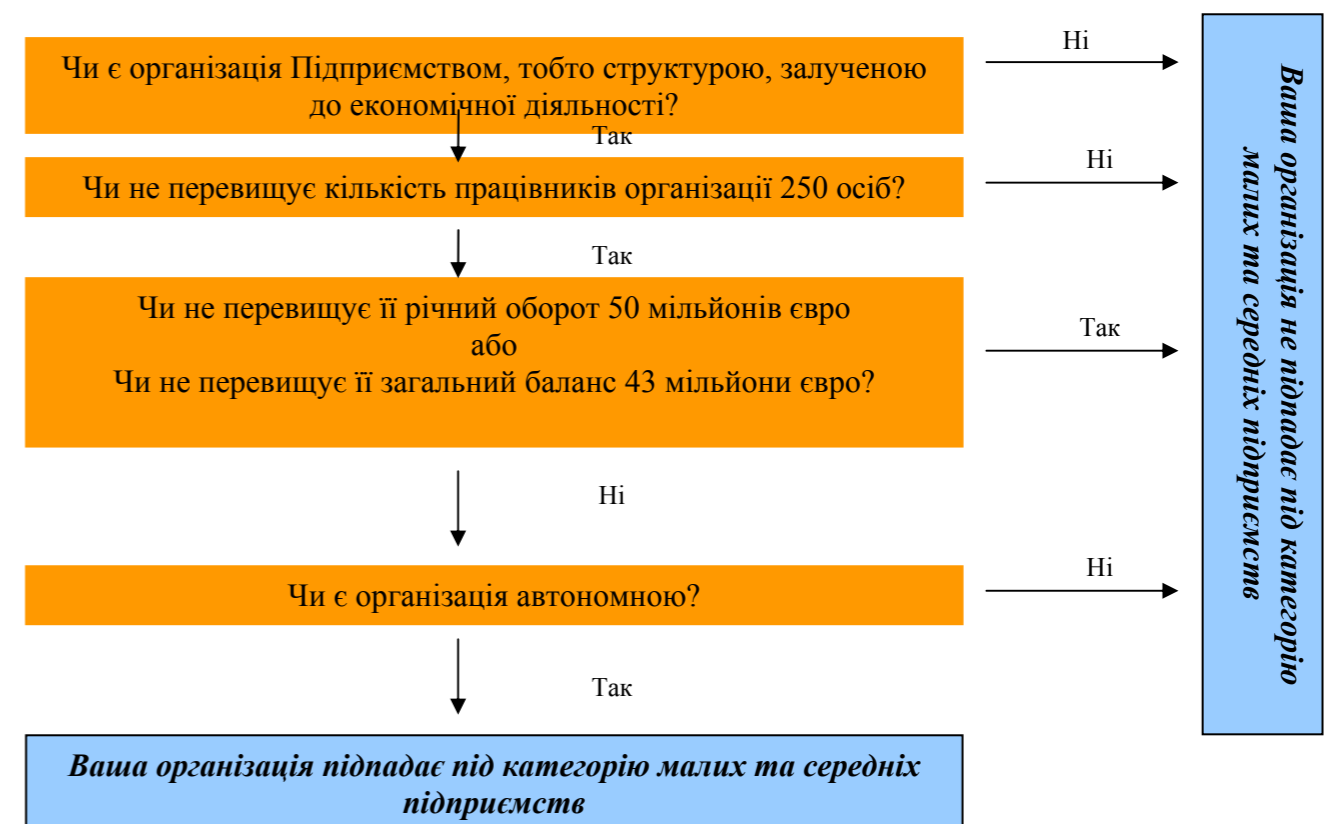 Чи є організація Підприємством, тобто структурою, залученою
до економічної діяльності?
Ні
Так
Чи не перевищує кількість працівників організації 250 осіб?
Ні
Так
Чи не перевищує її річний оборот 50 мільйонів євро
або
Чи не перевищує її загальний баланс 43 мільйони євро?
Так
Ні
Чи є організація автономною?
Ні
Так
Ваша організація підпадає під категорію малих та середніх
підприємств
Ваша організація не підпадає під категорію
малих та середніх підприємств